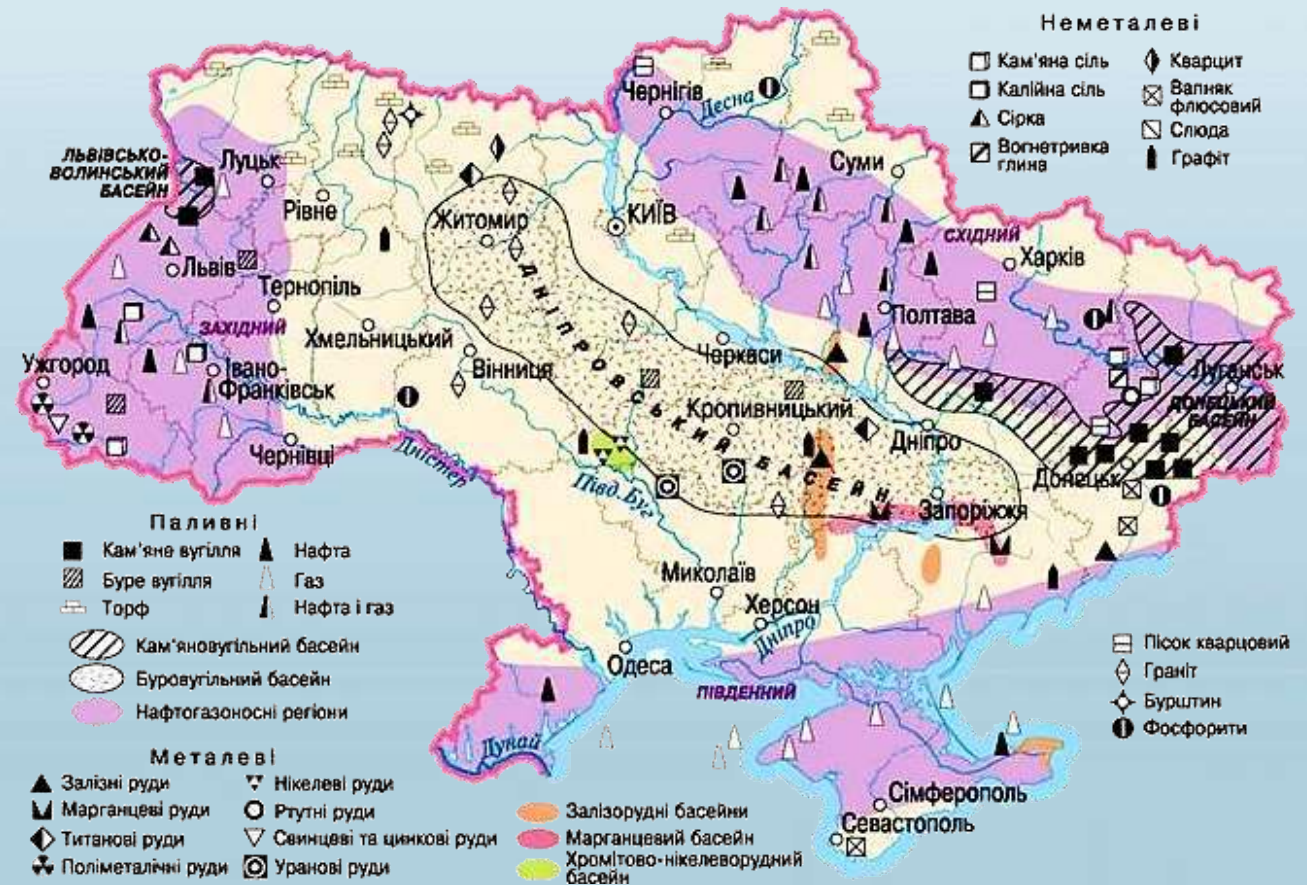 Неметалеві
Кам'яна сіль
Калійна сіль
Сірка
Вогнетривка
глина
Кварцит
Вапняк
флюсовий
Слюда
Графіт
ЛЬВІВСЬКО-
ВОЛИНСЬКИЙ
БАСЕЙН
Луцьк
Рівне
Житомир
КИЇВ
Чернігів
Десна
Суми
СХІДНИЙ
Харків
Львів
Тернопіль
ЗАХІДНИЙ
Хмельницький
Вінниця
Ужгород
Івано-
Франківськ
Чернівці
Дністер
ДНІПРОВСЬКИЙ БАСЕЙН
Черкаси
Полтава
Кропивницький
Дніпро
Луганськ
ДОНЕЦЬКИЙ
БАСЕЙН
Донецьк
Запоріжжя
Півд. Буг
Миколаїв
Херсон
Дніпро
Одеса
ПІВДЕННИЙ
Дунай
Сімферополь
Севастополь
Паливні
Кам'яне вугілля
Буре вугілля
Торф
Нафта
Газ
Нафта і газ
Кам'яновугільний басейн
Буровугільний басейн
Нафтогазоносні регіони
Металеві
Залізні руди
Марганцеві руди
Титанові руди
Поліметалічні руди
Нікелеві руди
Ртутні руди
Свинцеві та цинкові руди
Уранові руди
Залізорудні басейни
Марганцевий басейн
Хромітово-нікелеворудний
басейн
Пісок кварцовий
Граніт
Бурштин
Фосфорити